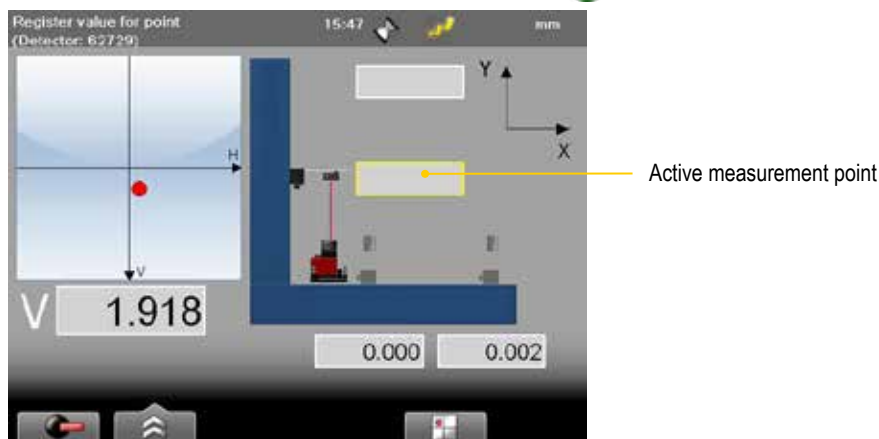 Register value for point
(Detector: 62729)
15:47
mm
Y
X
H
V
V 1.918
0.000 0.002
Active measurement point